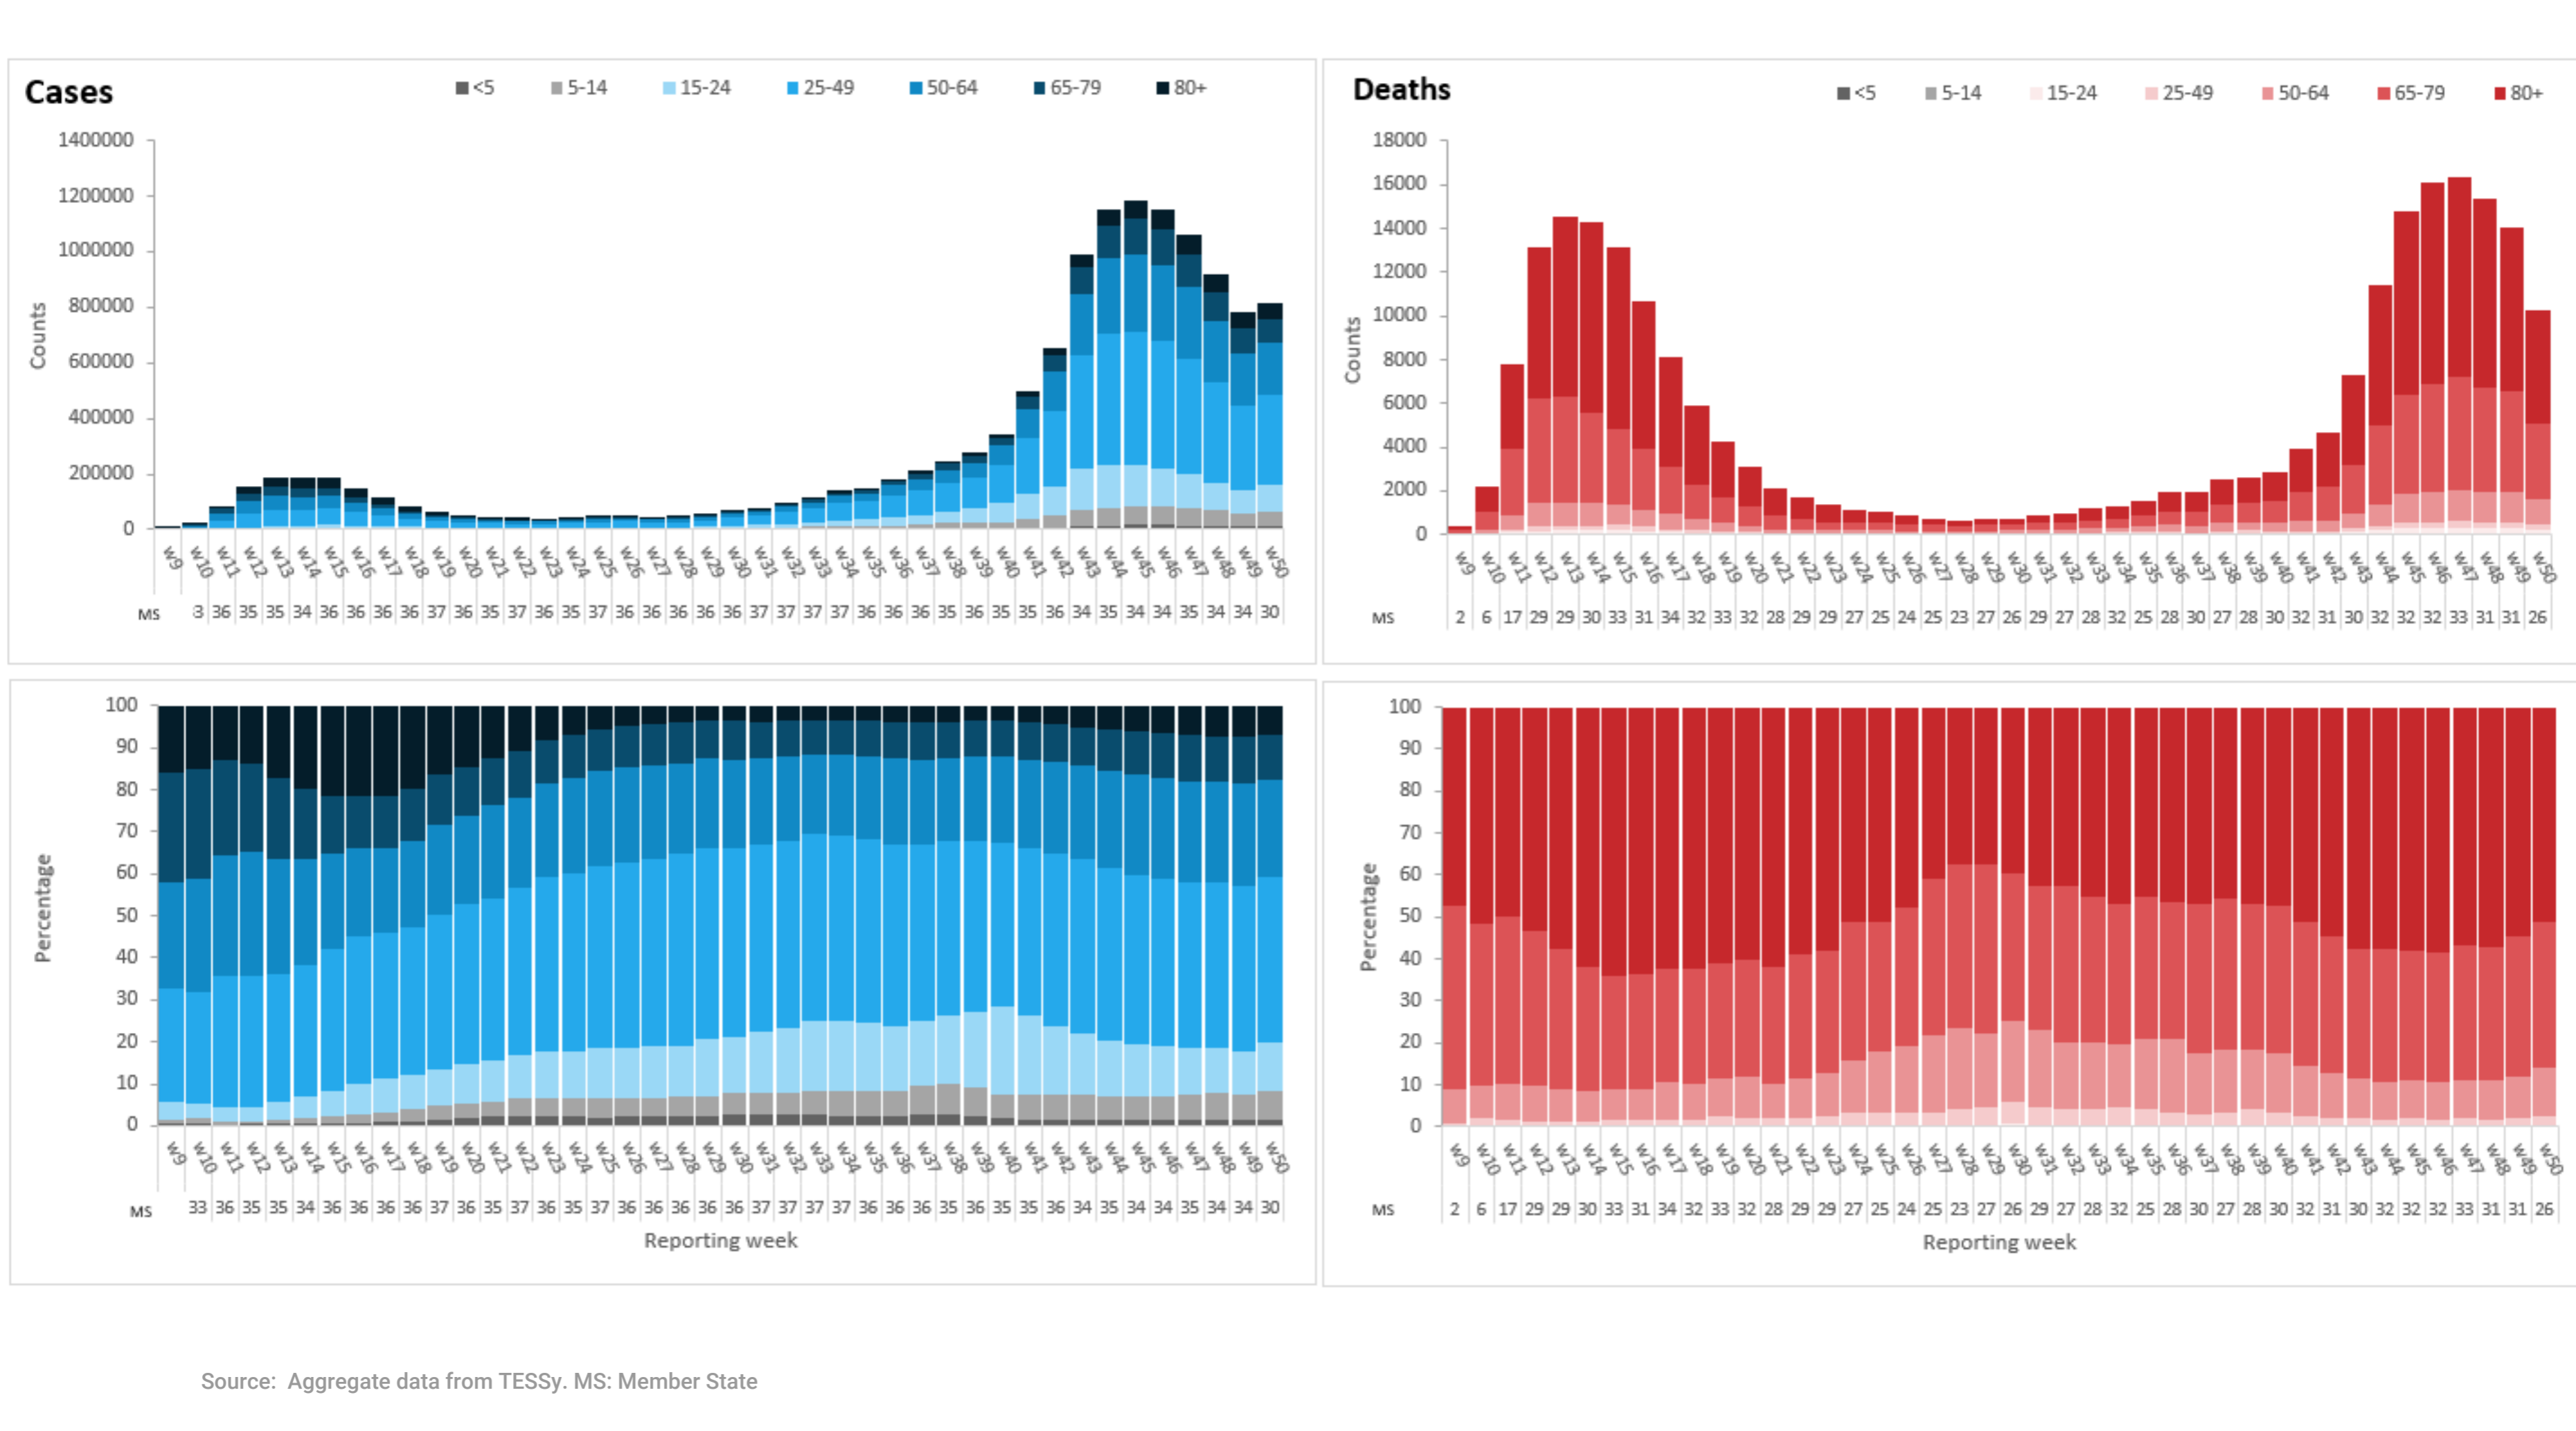 Cases
<5 5-14 15-24 25-49 50-64 65-79 80+
1400000
1200000
1000000
800000
600000
400000
200000
0
Counts
w9 w10 w11 w12 w13 w14 w15 w16 w17 w18 w19 w20 w21 w22 w23 w24 w25 w26 w27 w28 w29 w30 w31 w32 w33 w34 w35 w36 w37 w38 w39 w40 w41 w42 w43 w44 w45 w46 w47 w48 w49 w50
MS 3 36 35 35 34 36 36 36 36 37 36 35 37 36 35 37 36 36 36 36 36 37 37 37 37 36 36 36 35 36 35 36 36 34 35 34 34 35 34 34 30
Deaths
<5 5-14 15-24 25-49 50-64 65-79 80+
18000
16000
14000
12000
10000
8000
6000
4000
2000
0
Counts
w9 w10 w11 w12 w13 w14 w15 w16 w17 w18 w19 w20 w21 w22 w23 w24 w25 w26 w27 w28 w29 w30 w31 w32 w33 w34 w35 w36 w37 w38 w39 w40 w41 w42 w43 w44 w45 w46 w47 w48 w49 w50
MS 2 6 17 29 29 30 33 31 34 32 33 32 28 29 29 27 25 24 25 23 27 26 29 27 28 32 25 28 30 27 28 30 32 31 30 32 32 32 33 31 31 26
100
90
80
70
60
50
40
30
20
10
0
Percentage
w9 w10 w11 w12 w13 w14 w15 w16 w17 w18 w19 w20 w21 w22 w23 w24 w25 w26 w27 w28 w29 w30 w31 w32 w33 w34 w35 w36 w37 w38 w39 w40 w41 w42 w43 w44 w45 w46 w47 w48 w49 w50
MS 33 36 35 35 34 36 36 36 36 37 36 35 37 36 35 37 36 36 36 36 36 37 37 37 37 36 36 36 35 36 35 36 36 34 35 34 34 35 34 34 30
Reporting week
100
90
80
70
60
50
40
30
20
10
0
Percentage
w9 w10 w11 w12 w13 w14 w15 w16 w17 w18 w19 w20 w21 w22 w23 w24 w25 w26 w27 w28 w29 w30 w31 w32 w33 w34 w35 w36 w37 w38 w39 w40 w41 w42 w43 w44 w45 w46 w47 w48 w49 w50
MS 2 6 17 29 29 30 33 31 34 32 33 32 28 29 29 27 25 24 25 23 27 26 29 27 28 32 25 28 30 27 28 30 32 31 30 32 32 32 33 31 31 26
Reporting week
Source: Aggregate data from TESSy. MS: Member State